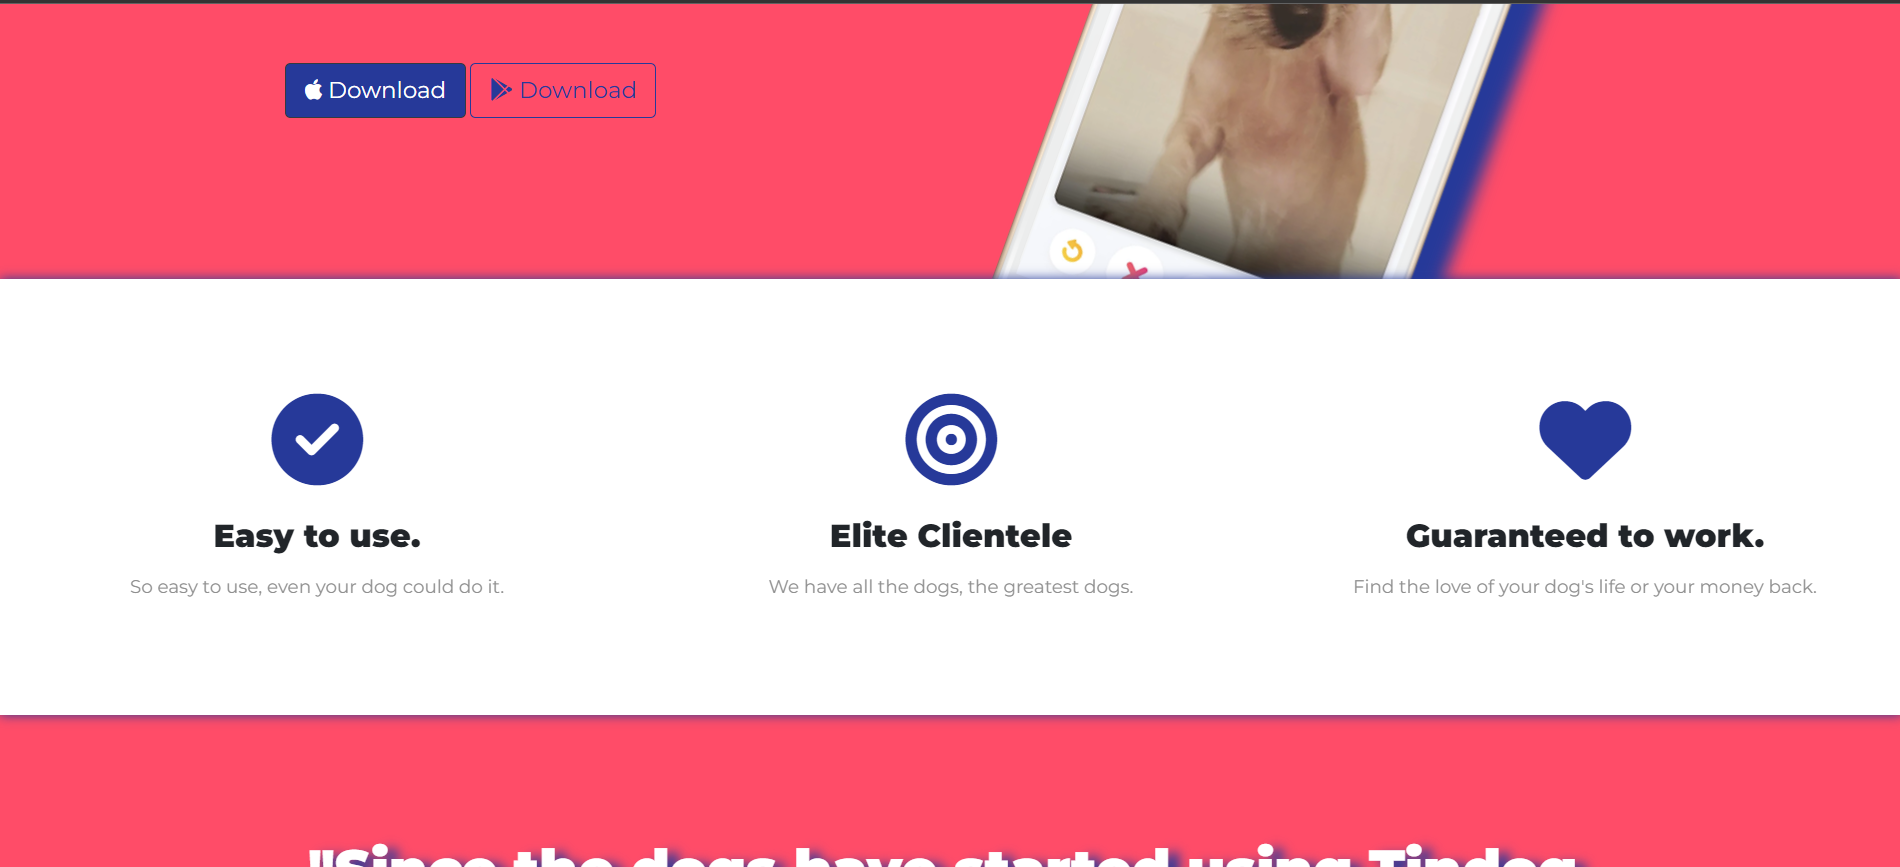 Download Download
Easy to use.
So easy to use, even your dog could do it.
Elite Clientele
We have all the dogs, the greatest dogs.
Guaranteed to work.
Find the love of your dog's life or your money back.
"Since the dogs have started using Tindog